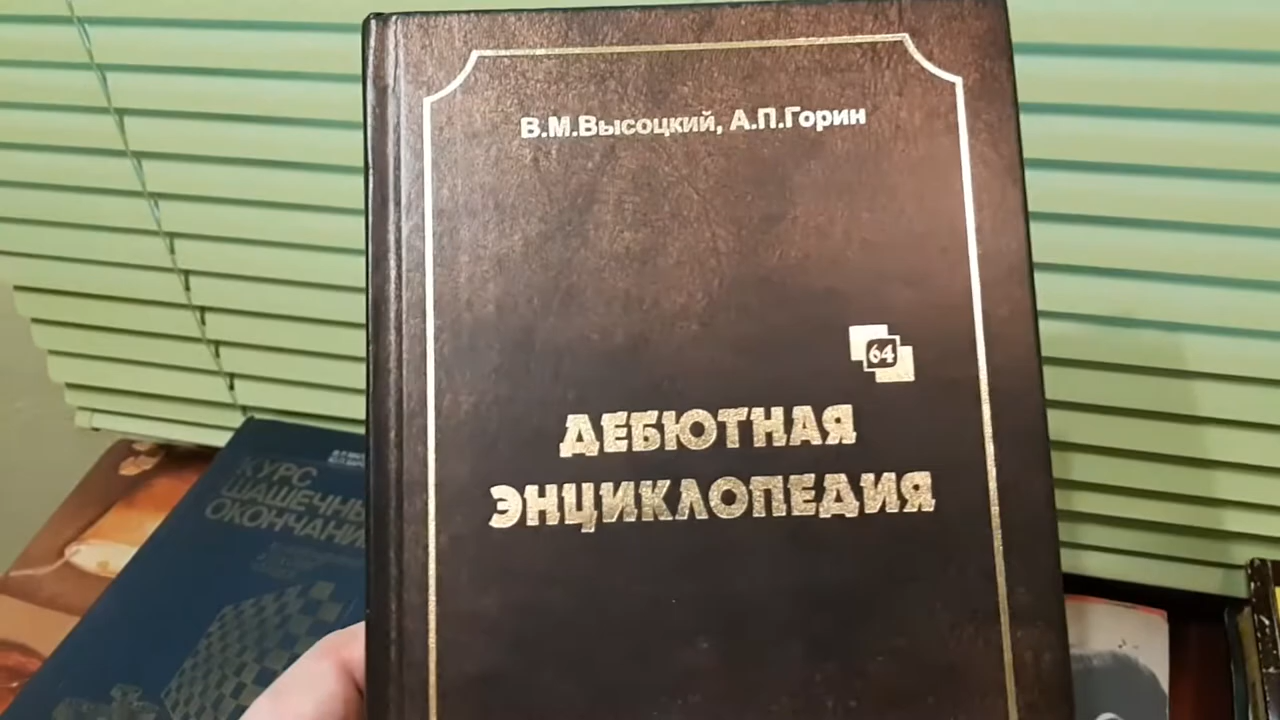 В.М.Высоцкий, А.П.Горин
64
ДЕБЮТНАЯ
ЭНЦИКЛОПЕДИЯ
КУРС
ШАШЕЧНЫ
ОКОНЧАНИ